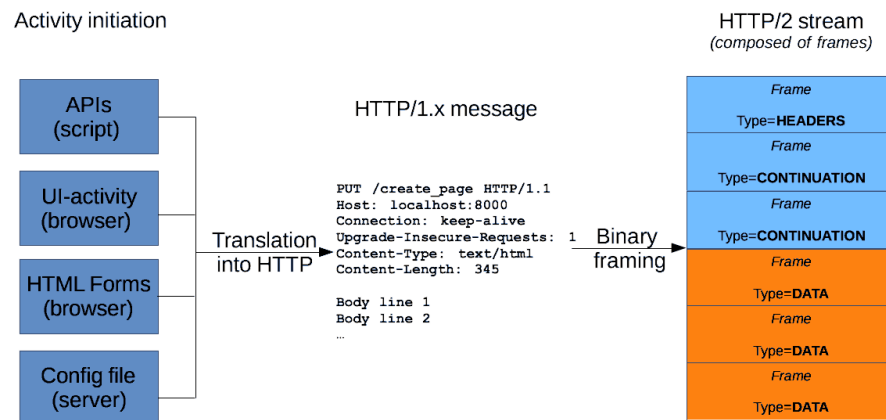 Activity initiation
APIs
(script)
UI-activity
(browser)
HTML Forms
(browser)
Config file
(server)
Translation
into HTTP
HTTP/1.x message
PUT /create_page HTTP/1.1
Host: localhost:8000
Connection: keep-alive
Upgrade-Insecure-Requests: 1
Content-Type: text/html
Content-Length: 345
Body line 1
Body line 2
…
Binary
framing
HTTP/2 stream
(composed of frames)
Frame
Type=HEADERS
Frame
Type=CONTINUATION
Frame
Type=CONTINUATION
Frame
Type=DATA
Frame
Type=DATA
Frame
Type=DATA